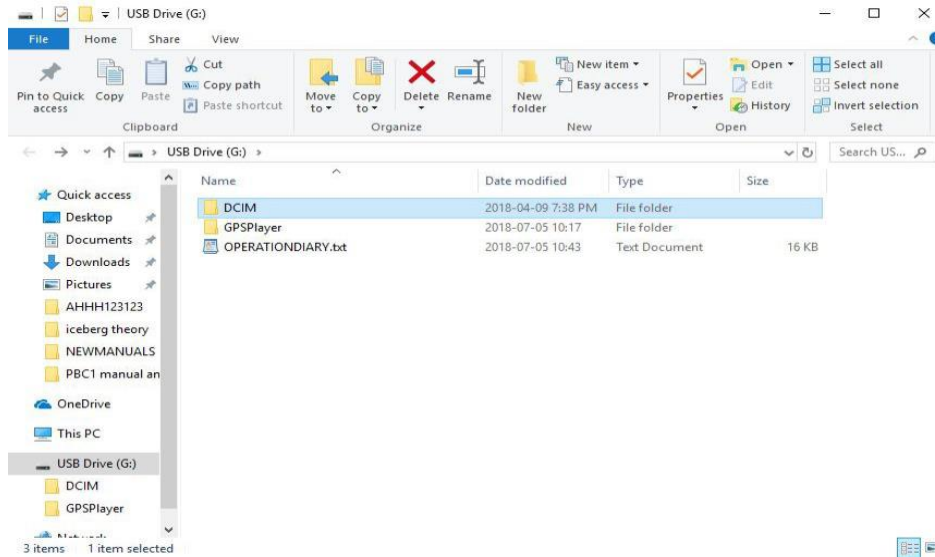 USB Drive (G:)
File Home Share View
Pin to Quick access
Copy
Paste
Cut
Copy path
Paste shortcut
Clipboard
Move to
Copy to
Delete
Rename
Organize
New folder
New item
Easy access
New
Properties
Open
Edit
History
Open
Select all
Select none
Invert selection
Select
USB Drive (G:)
Search US...
Name Date modified Type Size
DCIM 2018-04-09 7:38 PM File folder
GPSPlayer 2018-07-05 10:17 File folder
OPERATIONDIARY.txt 2018-07-05 10:43 Text Document 16 KB
Quick access
Desktop
Documents
Downloads
Pictures
AHHH123123
iceberg theory
NEWMANUALS
PBC1 manual an
OneDrive
This PC
USB Drive (G:)
DCIM
GPSPlayer
3 items 1 item selected